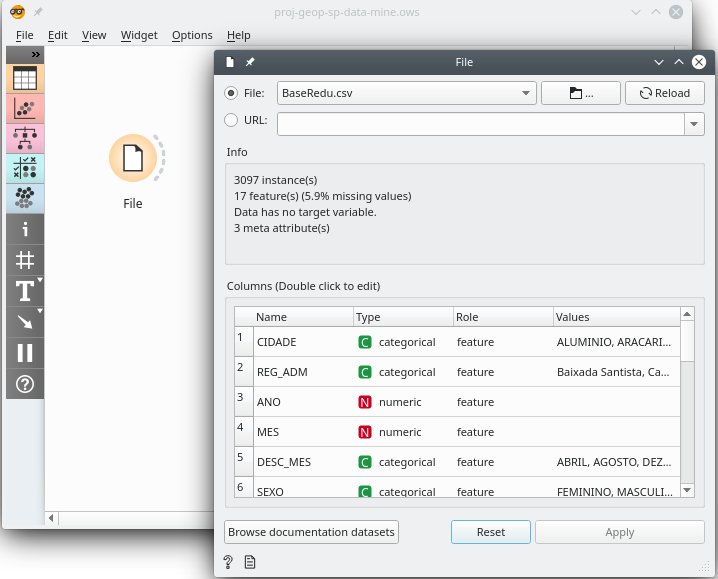 proj-geop-sp-data-mine.ows
File Edit View Widget Options Help
»
File
File
File: BaseRedu.csv ... Reload
URL:
Info
3097 instance(s)
17 feature(s) (5.9% missing values)
Data has no target variable.
3 meta attribute(s)
Columns (Double click to edit)
Name Type Role Values
1 CIDADE C categorical feature ALUMINIO, ARACARI...
2 REG_ADM C categorical feature Baixada Santista, Ca...
3 ANO N numeric feature
4 MES N numeric feature
5 DESC_MES C categorical feature ABRIL, AGOSTO, DEZ...
6 SEXO C categorical feature FEMININO, MASCULI...
Browse documentation datasets Reset Apply